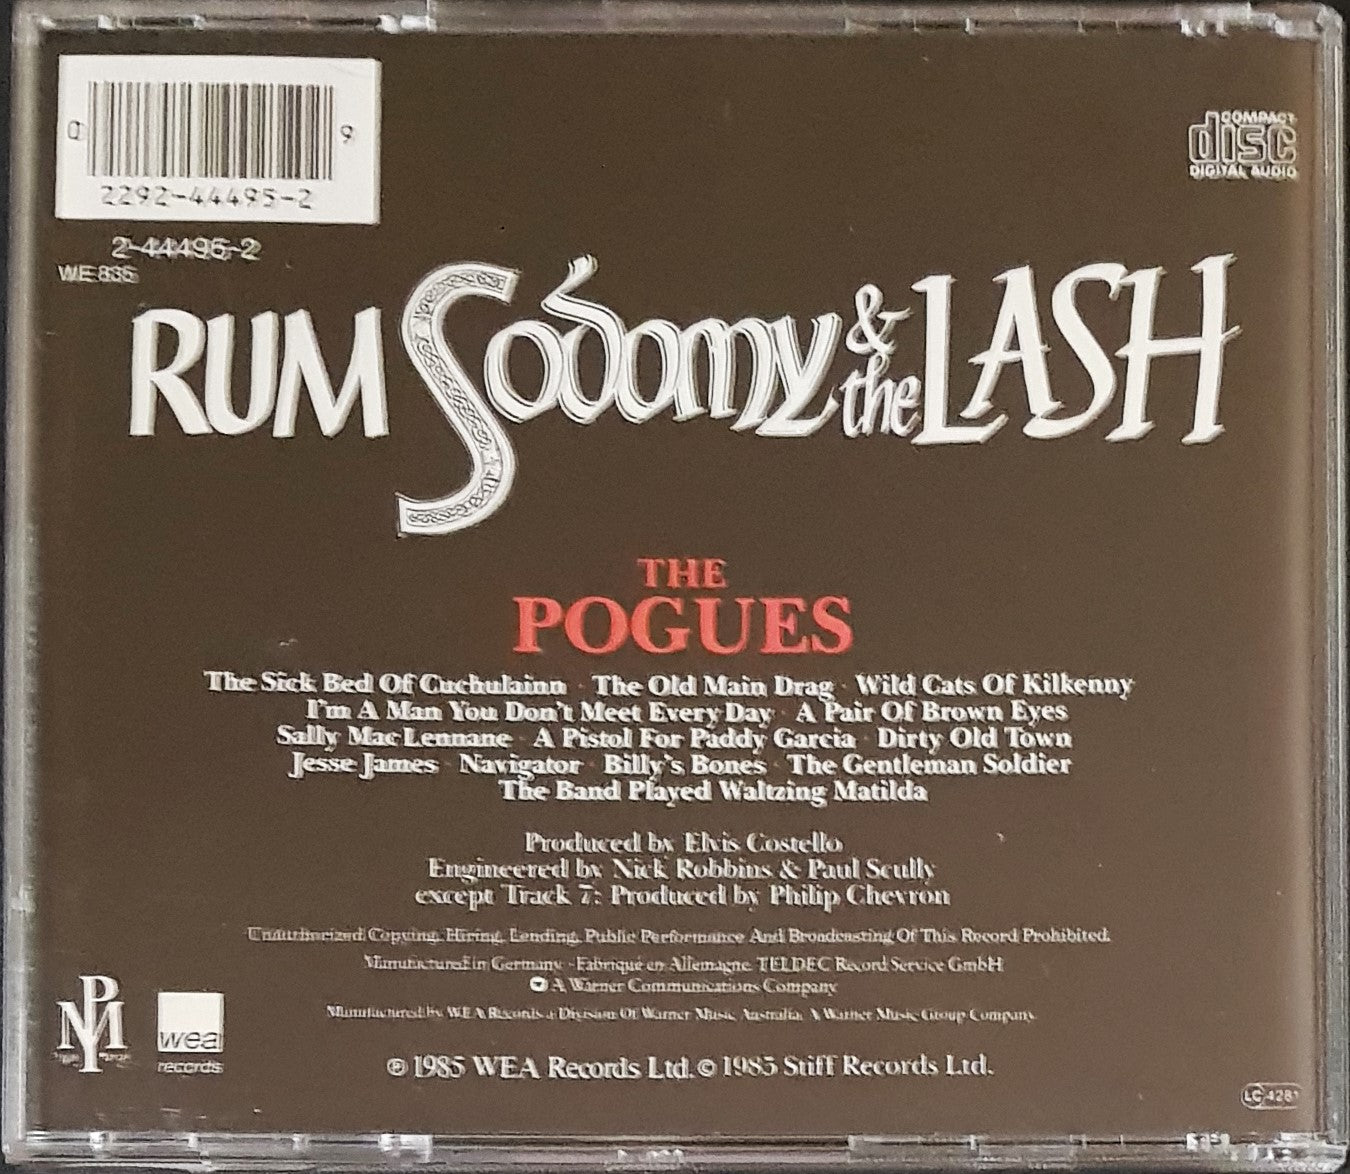 0 9
2292-44495-2
2-44495-2
WE 835
COMPACT
disc
DIGITAL AUDIO
RUM Sodomy & the LASH
THE
POGUES
The Sick Bed Of Cuchulainn · The Old Main Drag · Wild Cats Of Kilkenny
I'm A Man You Don't Meet Every Day · A Pair Of Brown Eyes
Sally MacLennane · A Pistol For Paddy Garcia · Dirty Old Town
Jesse James · Navigator · Billy's Bones · The Gentleman Soldier
The Band Played Waltzing Matilda
Produced by Elvis Costello
Engineered by Nick Robbins & Paul Scully
except Track 7: Produced by Philip Chevron
Unauthorized Copying, Hiring, Lending, Public Performance And Broadcasting Of This Record Prohibited.
Manufactured in Germany · Fabriqué en Allemagne. TELDEC Record Service GmbH
A Warner Communications Company
Manufactured by WEA Records a Division Of Warner Music Australia. A Warner Music Group Company.
PM
wea
records
℗ 1985 WEA Records Ltd. © 1985 Stiff Records Ltd.
LC 4281